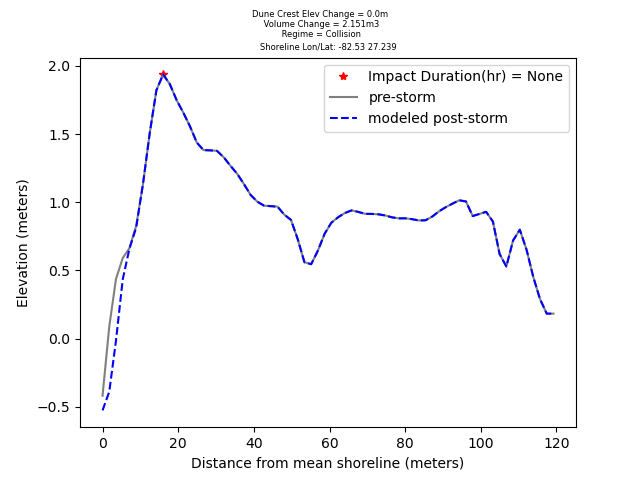 Dune Crest Elev Change = 0.0m
Volume Change = 2.151m3
Regime = Collision
Shoreline Lon/Lat: -82.53 27.239
Impact Duration(hr) = None
pre-storm
modeled post-storm
2.0
1.5
1.0
0.5
0.0
−0.5
Elevation (meters)
0 20 40 60 80 100 120
Distance from mean shoreline (meters)